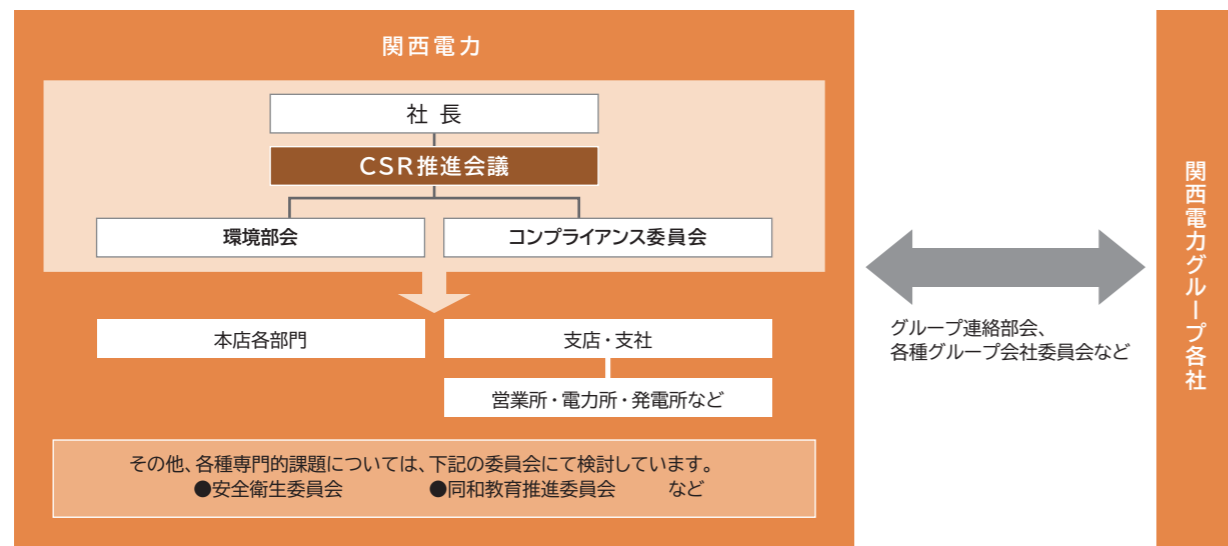 関西電力
社 長
CSR推進会議
環境部会
コンプライアンス委員会
本店各部門
支店・支社
営業所・電力所・発電所など
その他、各種専門的課題については、下記の委員会にて検討しています。
●安全衛生委員会 ●同和教育推進委員会 など
グループ連絡部会、
各種グループ会社委員会など
関西電力グループ各社